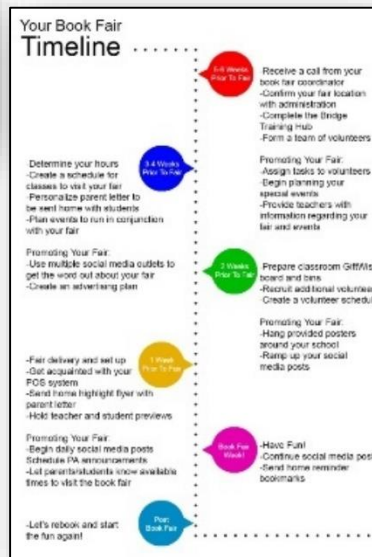 Your Book Fair
Timeline
5-6 Weeks
Prior To Fair
-Receive a call from your
book fair coordinator
-Confirm your fair location
with administration
-Complete the Bridge
Training Hub
-Form a team of volunteers
Promoting Your Fair:
-Assign tasks to volunteers
-Begin planning your
special events
-Provide teachers with
information regarding your
fair and events
3-4 Weeks
Prior To Fair
-Determine your hours
-Create a schedule for
classes to visit your fair
-Personalize parent letter to
be sent home with students
-Plan events to run in conjunction
with your fair
Promoting Your Fair:
-Use multiple social media outlets to
get the word out about your fair
-Create an advertising plan
2 Weeks
Prior To Fair
-Prepare classroom GiftWis
board and bins
-Recruit additional voluntee
-Create a volunteer schedul
Promoting Your Fair:
-Hang provided posters
around your school
-Ramp up your social
media posts
1 Week
Prior To Fair
-Fair delivery and set up
-Get acquainted with your
POS system
-Send home highlight flyer with
parent letter
-Hold teacher and student previews
Promoting Your Fair:
-Begin daily social media posts
Schedule PA announcements
-Let parents/students know available
times to visit the book fair
Book Fair
Week!
-Have Fun!
-Continue social media post
-Send home reminder
bookmarks
Post
Book Fair
-Let's rebook and start
the fun again!